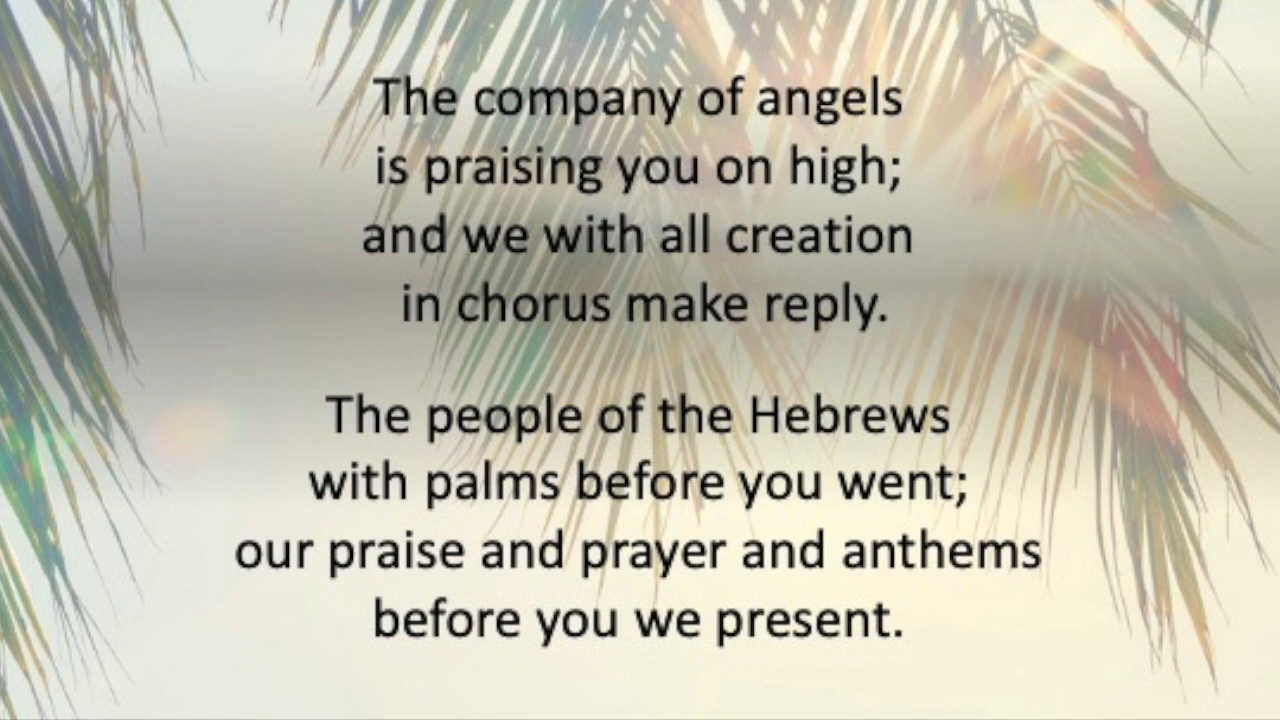 The company of angels
is praising you on high;
and we with all creation
in chorus make reply.
The people of the Hebrews
with palms before you went;
our praise and prayer and anthems
before you we present.